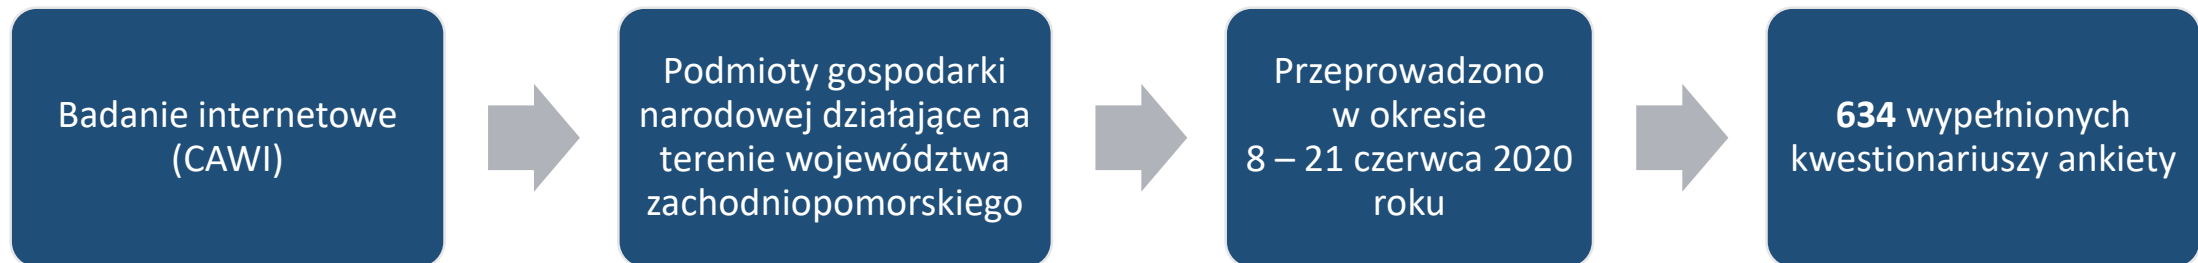 Badanie internetowe
(CAWI)
Podmioty gospodarki
narodowej działające na
terenie województwa
zachodniopomorskiego
Przeprowadzono
w okresie
8 – 21 czerwca 2020
roku
634 wypełnionych
kwestionariuszy ankiety